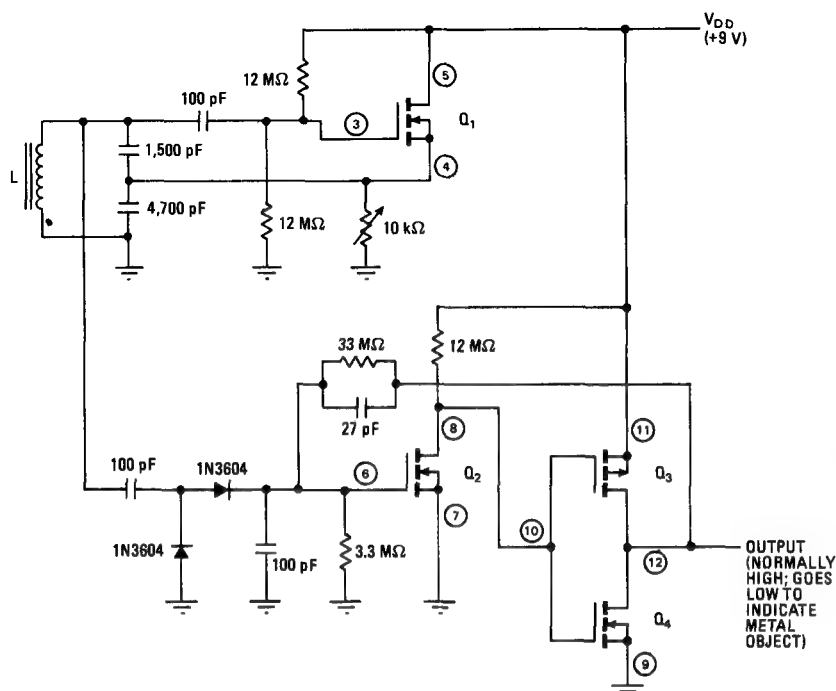 V_DD
(+9 V)
12 MΩ
5
100 pF
3
Q1
1,500 pF
4
L
4,700 pF
12 MΩ
10 kΩ
33 MΩ
12 MΩ
27 pF
8
11
100 pF
1N3604
6
Q2
Q3
7
10
1N3604
100 pF
3.3 MΩ
12
OUTPUT
(NORMALLY
HIGH; GOES
LOW TO
INDICATE
METAL
OBJECT)
Q4
9